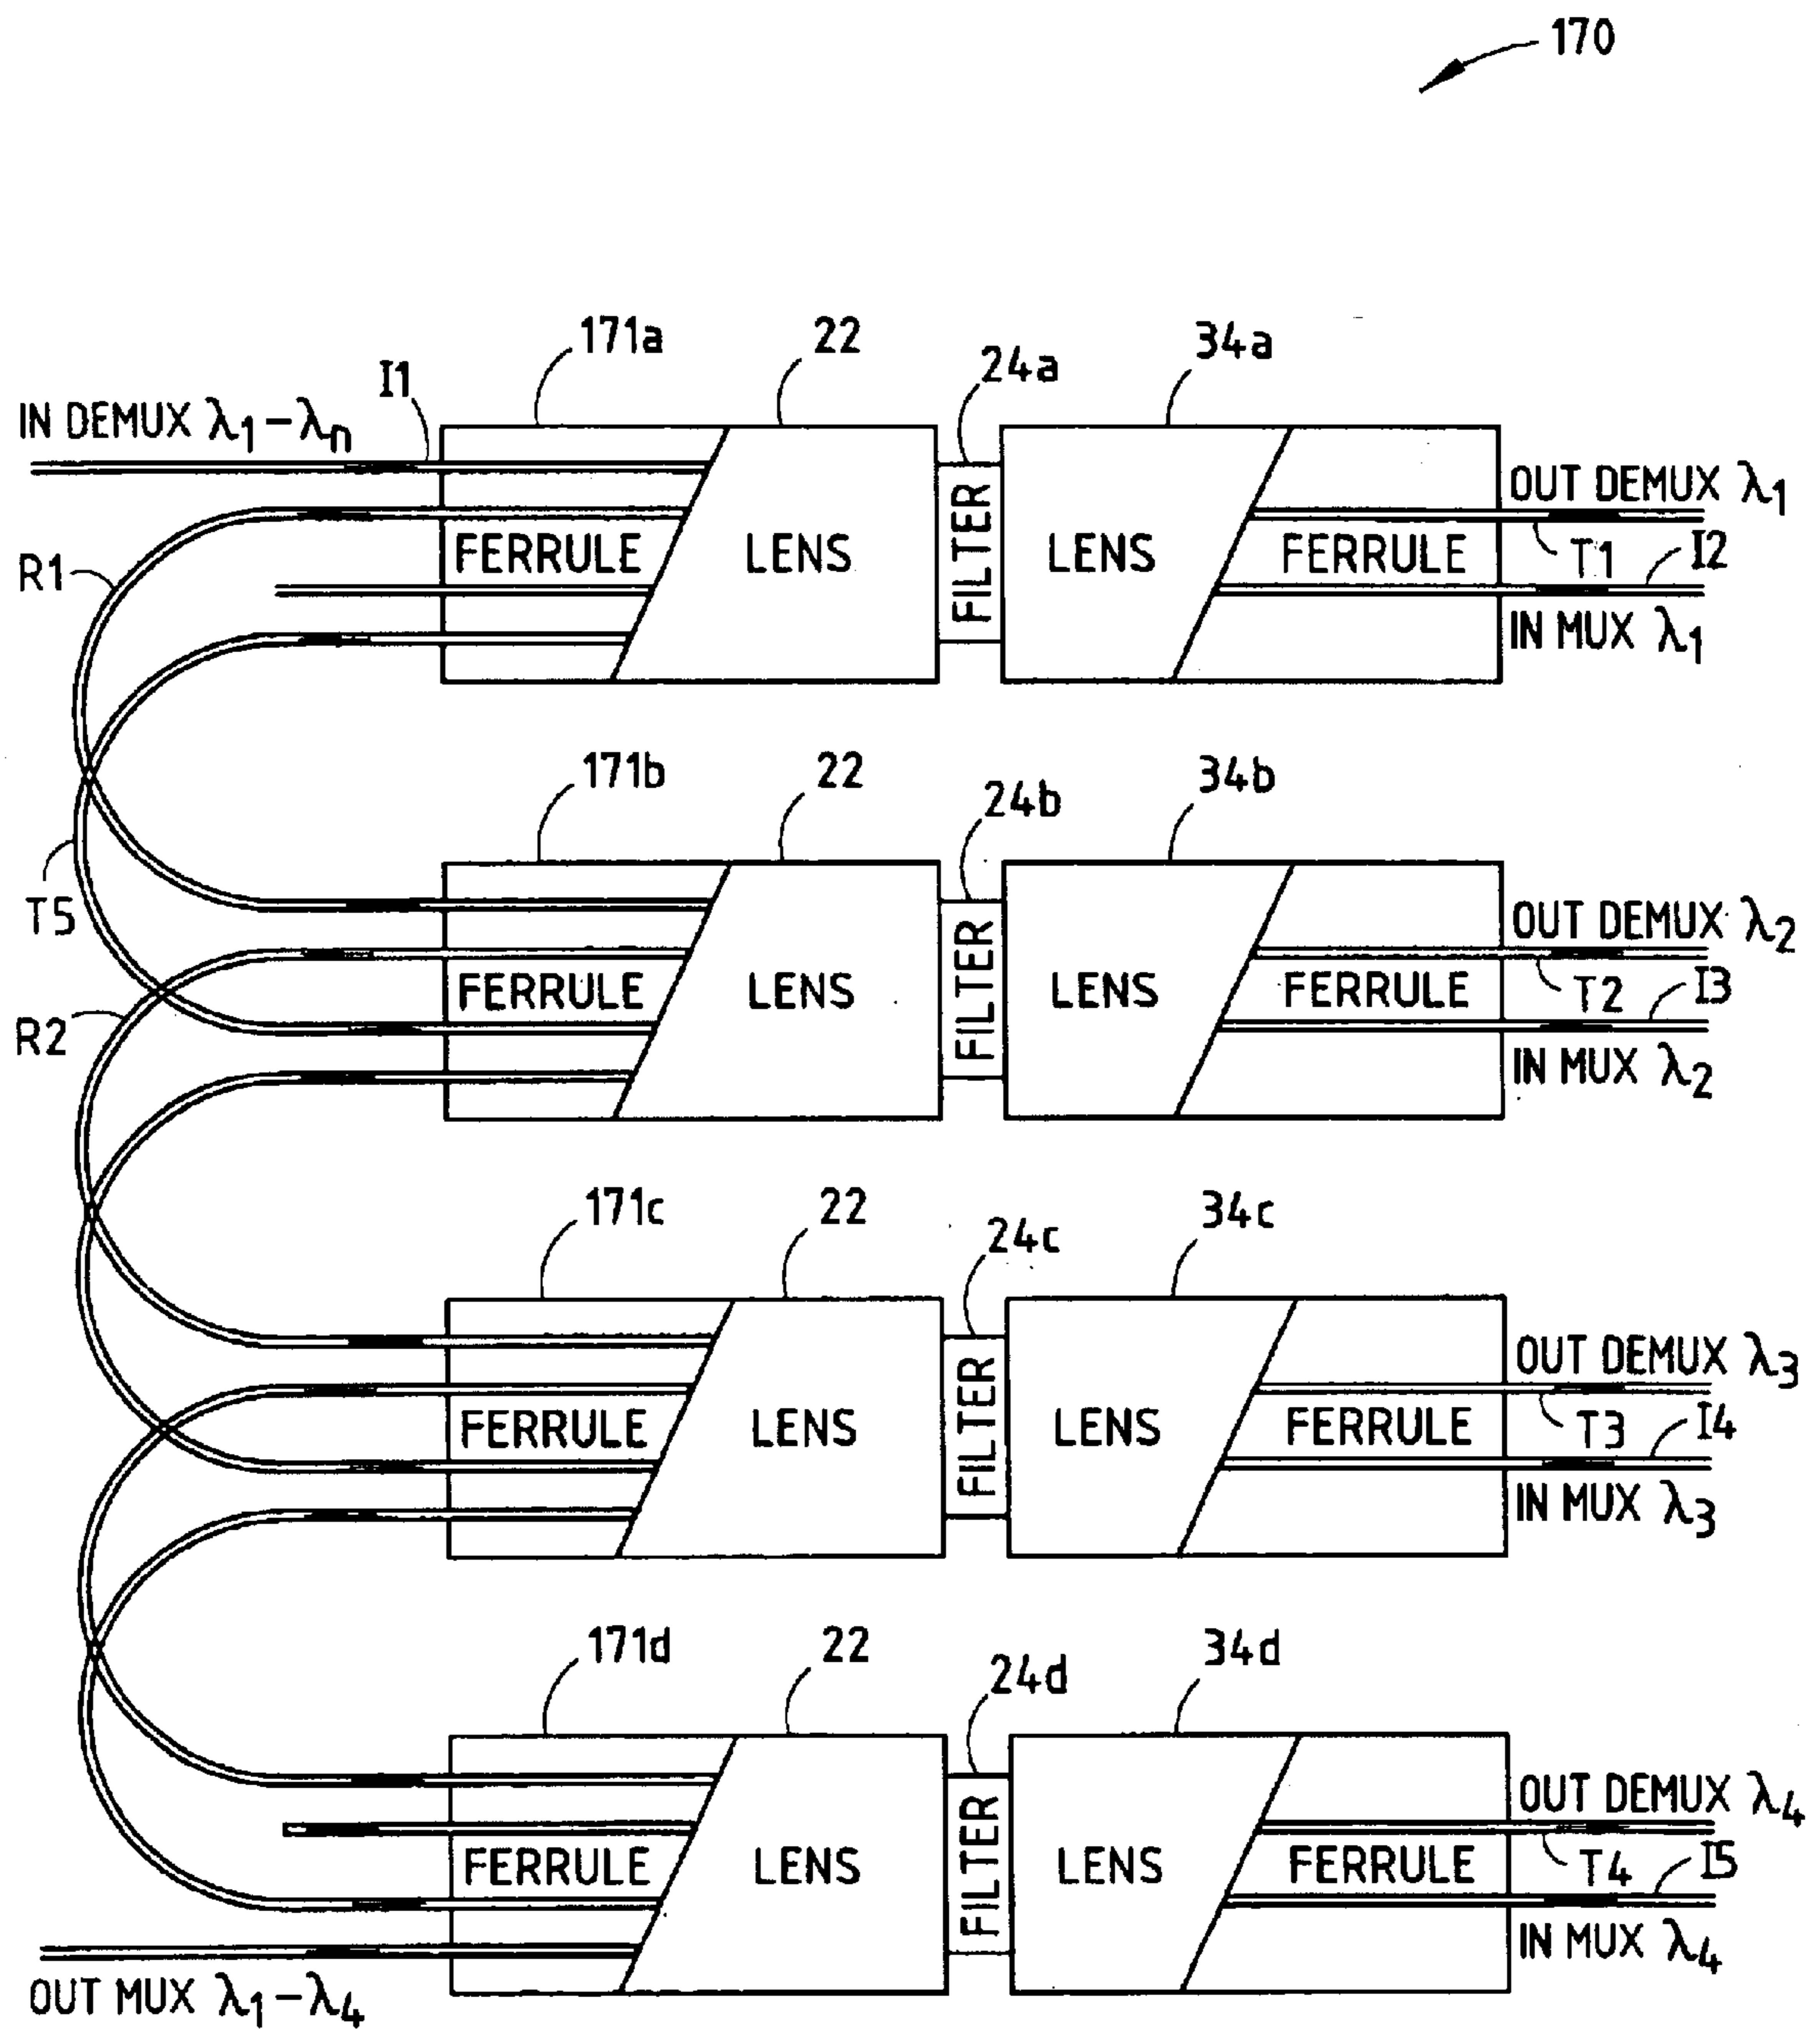 170
171a
22
24a
34a
I1
IN DEMUX λ1–λn
OUT DEMUX λ1
R1
FERRULE
LENS
FILTER
LENS
FERRULE
T1
I2
IN MUX λ1
171b
22
24b
34b
T5
OUT DEMUX λ2
R2
FERRULE
LENS
FILTER
LENS
FERRULE
T2
I3
IN MUX λ2
171c
22
24c
34c
OUT DEMUX λ3
FERRULE
LENS
FILTER
LENS
FERRULE
T3
I4
IN MUX λ3
171d
22
24d
34d
OUT DEMUX λ4
FERRULE
LENS
FILTER
LENS
FERRULE
T4
I5
IN MUX λ4
OUT MUX λ1–λ4